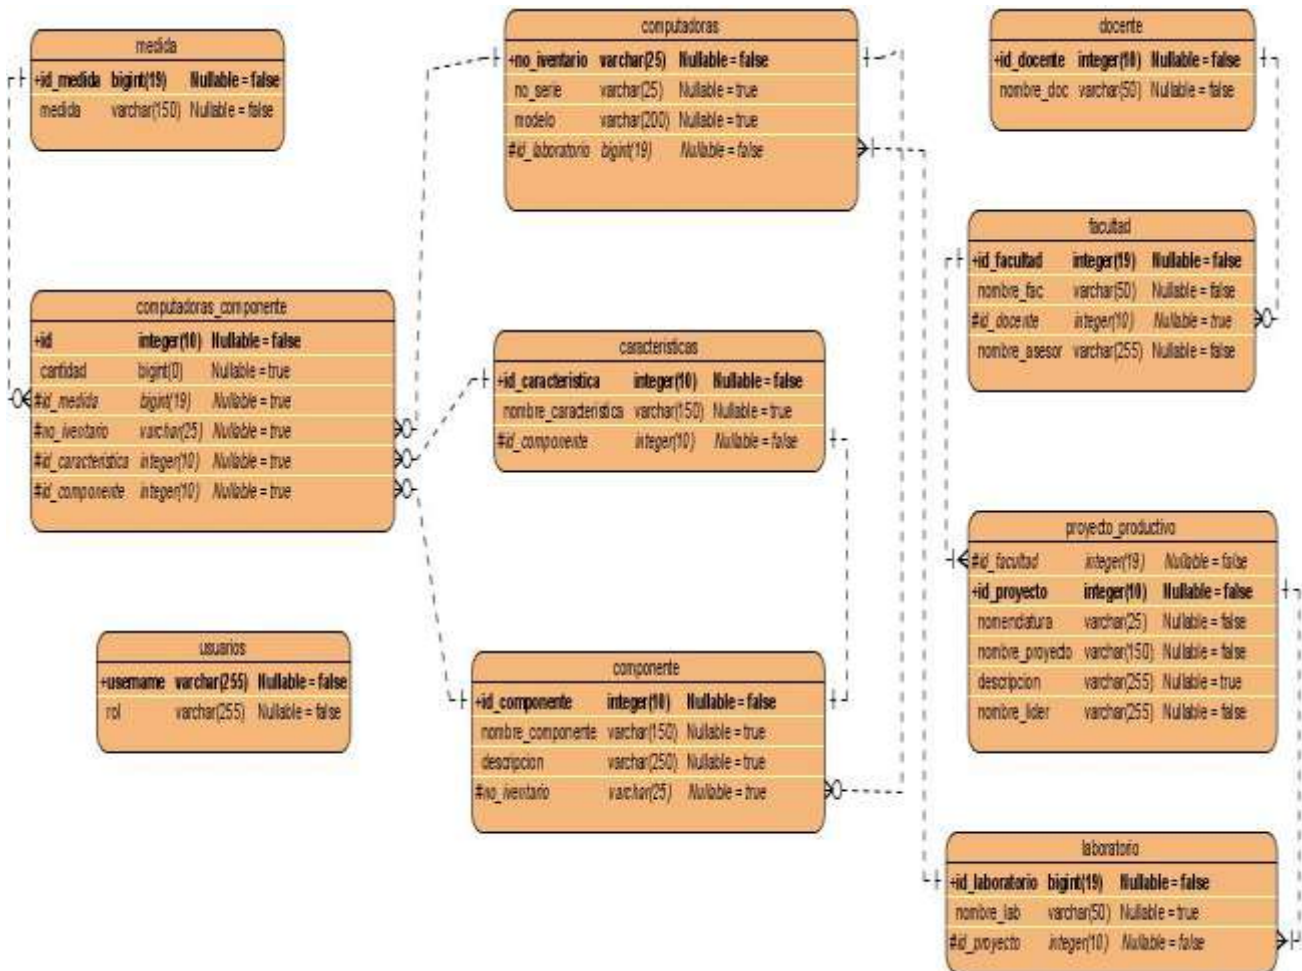 medida
+id_medida bigint(19) Nullable = false
medida varchar(150) Nullable = false
computadoras
+no_iventario varchar(25) Nullable = false
no_serie varchar(25) Nullable = true
modelo varchar(200) Nullable = true
#id_laboratorio bigint(19) Nullable = false
docente
+id_docente integer(10) Nullable = false
nombre_doc varchar(50) Nullable = false
facultad
+id_facultad integer(19) Nullable = false
nombre_fac varchar(50) Nullable = false
#id_docente integer(10) Nullable = true
nombre_asesor varchar(255) Nullable = false
computadoras_componente
+id integer(10) Nullable = false
cantidad bigint(0) Nullable = true
#id_medida bigint(19) Nullable = true
#no_iventario varchar(25) Nullable = true
#id_caracteristica integer(10) Nullable = true
#id_componente integer(10) Nullable = true
caracteristicas
+id_caracteristica integer(10) Nullable = false
nombre_caracteristica varchar(150) Nullable = true
#id_componente integer(10) Nullable = false
proyecto_productivo
#id_facultad integer(19) Nullable = false
+id_proyecto integer(10) Nullable = false
nomenclatura varchar(25) Nullable = false
nombre_proyecto varchar(150) Nullable = false
descripcion varchar(255) Nullable = true
nombre_lider varchar(255) Nullable = false
usuarios
+username varchar(255) Nullable = false
rol varchar(255) Nullable = false
componente
+id_componente integer(10) Nullable = false
nombre_componente varchar(150) Nullable = true
descripcion varchar(250) Nullable = true
#no_iventario varchar(25) Nullable = true
laboratorio
+id_laboratorio bigint(19) Nullable = false
nombre_lab varchar(50) Nullable = true
#id_proyecto integer(10) Nullable = false